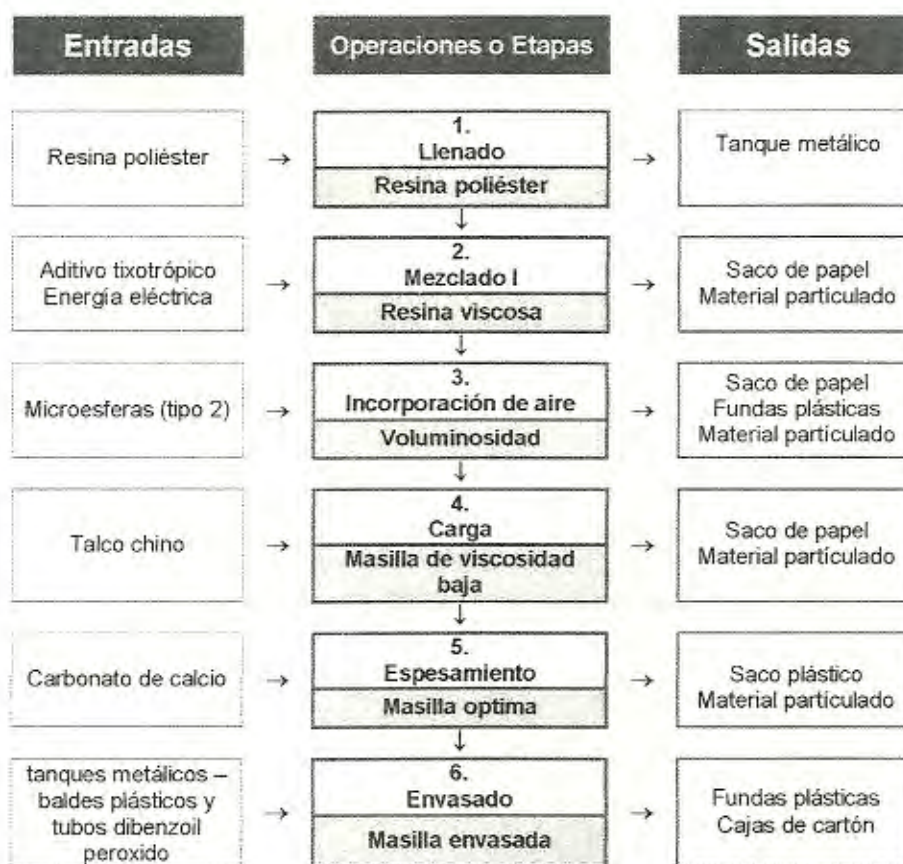 Entradas
Operaciones o Etapas
Salidas
Resina poliéster
→
1.
Llenado
Resina poliéster
→
Tanque metálico
↓
Aditivo tixotrópico
Energía eléctrica
→
2.
Mezclado I
Resina viscosa
→
Saco de papel
Material particulado
↓
Microesferas (tipo 2)
→
3.
Incorporación de aire
Voluminosidad
→
Saco de papel
Fundas plásticas
Material particulado
↓
Talco chino
→
4.
Carga
Masilla de viscosidad
baja
→
Saco de papel
Material particulado
↓
Carbonato de calcio
→
5.
Espesamiento
Masilla optima
→
Saco plástico
Material particulado
↓
tanques metálicos –
baldes plásticos y
tubos dibenzoil
peroxido
→
6.
Envasado
Masilla envasada
→
Fundas plásticas
Cajas de cartón